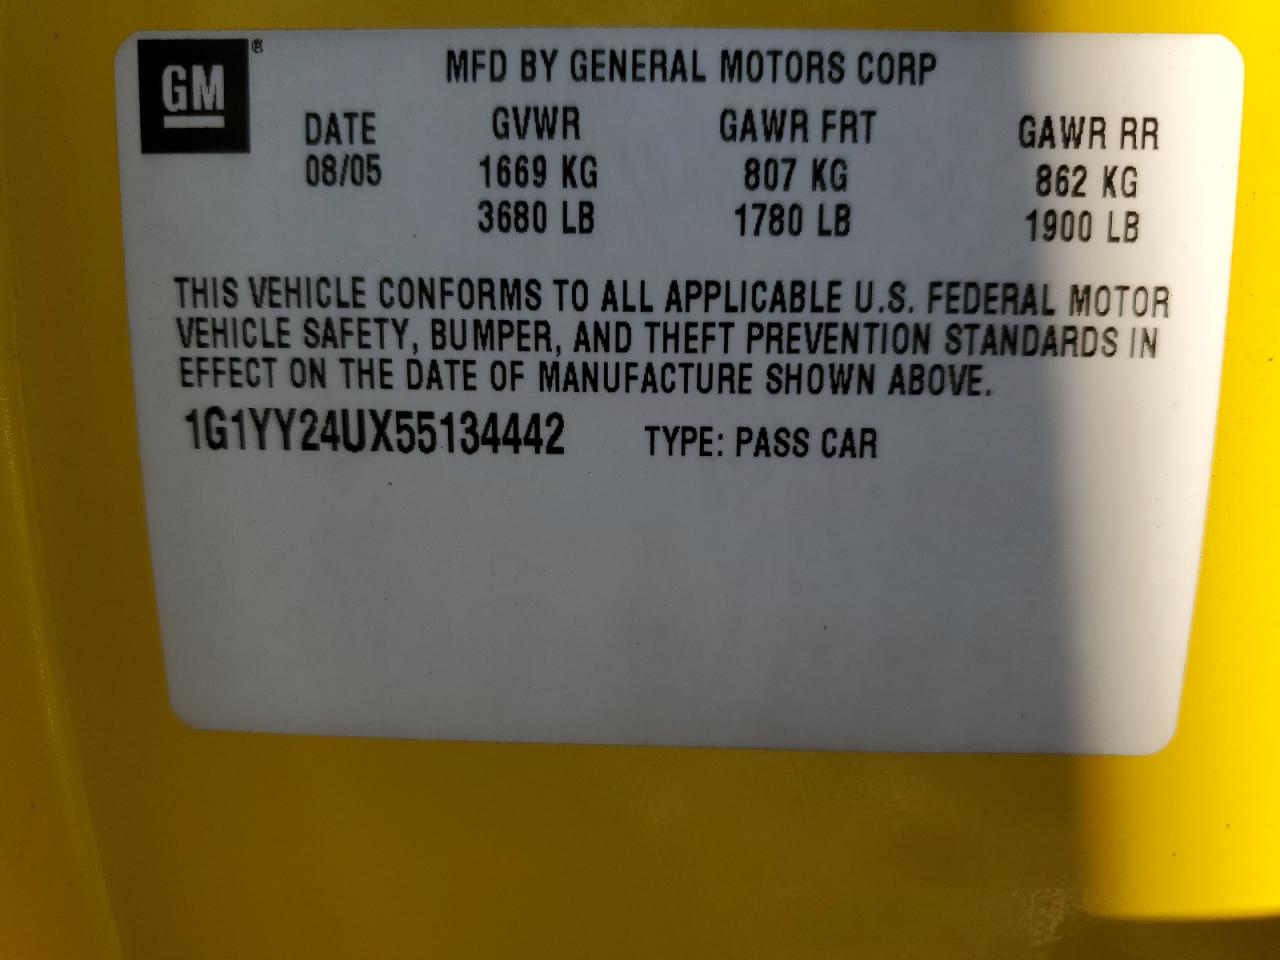 GM ®
MFD BY GENERAL MOTORS CORP
DATE GVWR GAWR FRT GAWR RR
08/05 1669 KG 807 KG 862 KG
3680 LB 1780 LB 1900 LB
THIS VEHICLE CONFORMS TO ALL APPLICABLE U.S. FEDERAL MOTOR
VEHICLE SAFETY, BUMPER, AND THEFT PREVENTION STANDARDS IN
EFFECT ON THE DATE OF MANUFACTURE SHOWN ABOVE.
1G1YY24UX55134442 TYPE: PASS CAR